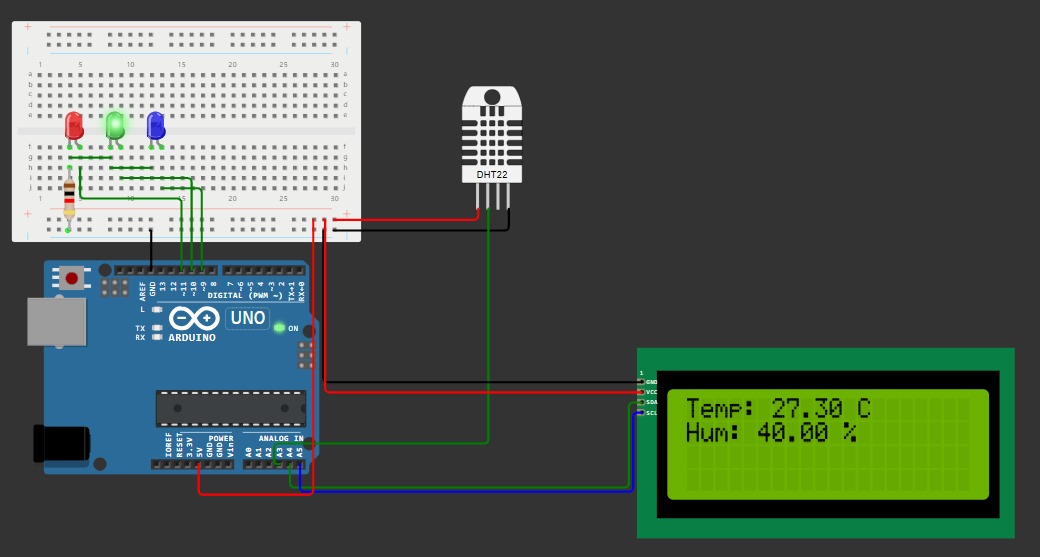 1 5 10 15 20 25 30
a a
b b
c c
d d
e e
f f
g g
h h
i i
j j
1 5 10 15 20 25 30
DHT22
AREF
GND
13
12
~11
~10
~9
8
7
~6
~5
4
~3
2
TX→1
RX←0
DIGITAL (PWM ~)
L
TX
RX
UNO
ON
ARDUINO
IOREF
RESET
3.3V
5V
GND
GND
Vin
POWER
ANALOG IN
A0
A1
A2
A3
A4
A5
1
GND
VCC
SDA
SCL
Temp: 27.30 C
Hum: 40.00 %